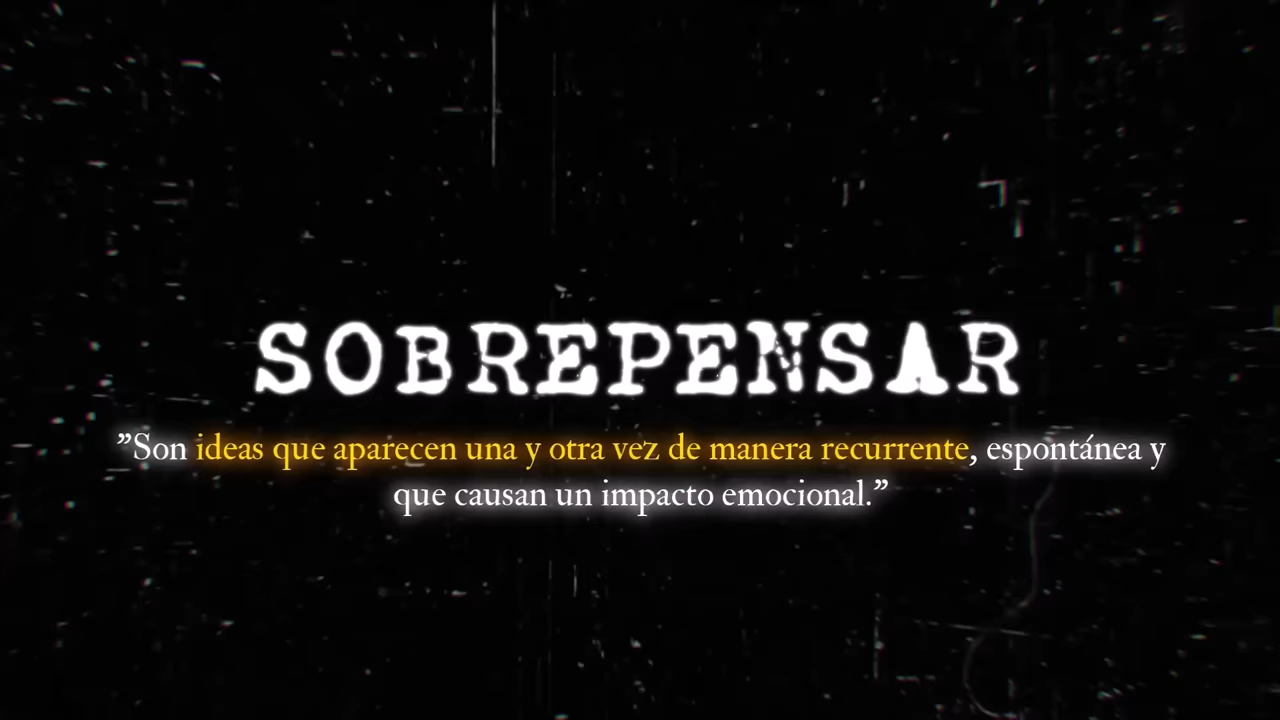 SOBREPENSAR
”Son ideas que aparecen una y otra vez de manera recurrente, espontánea y
que causan un impacto emocional.”